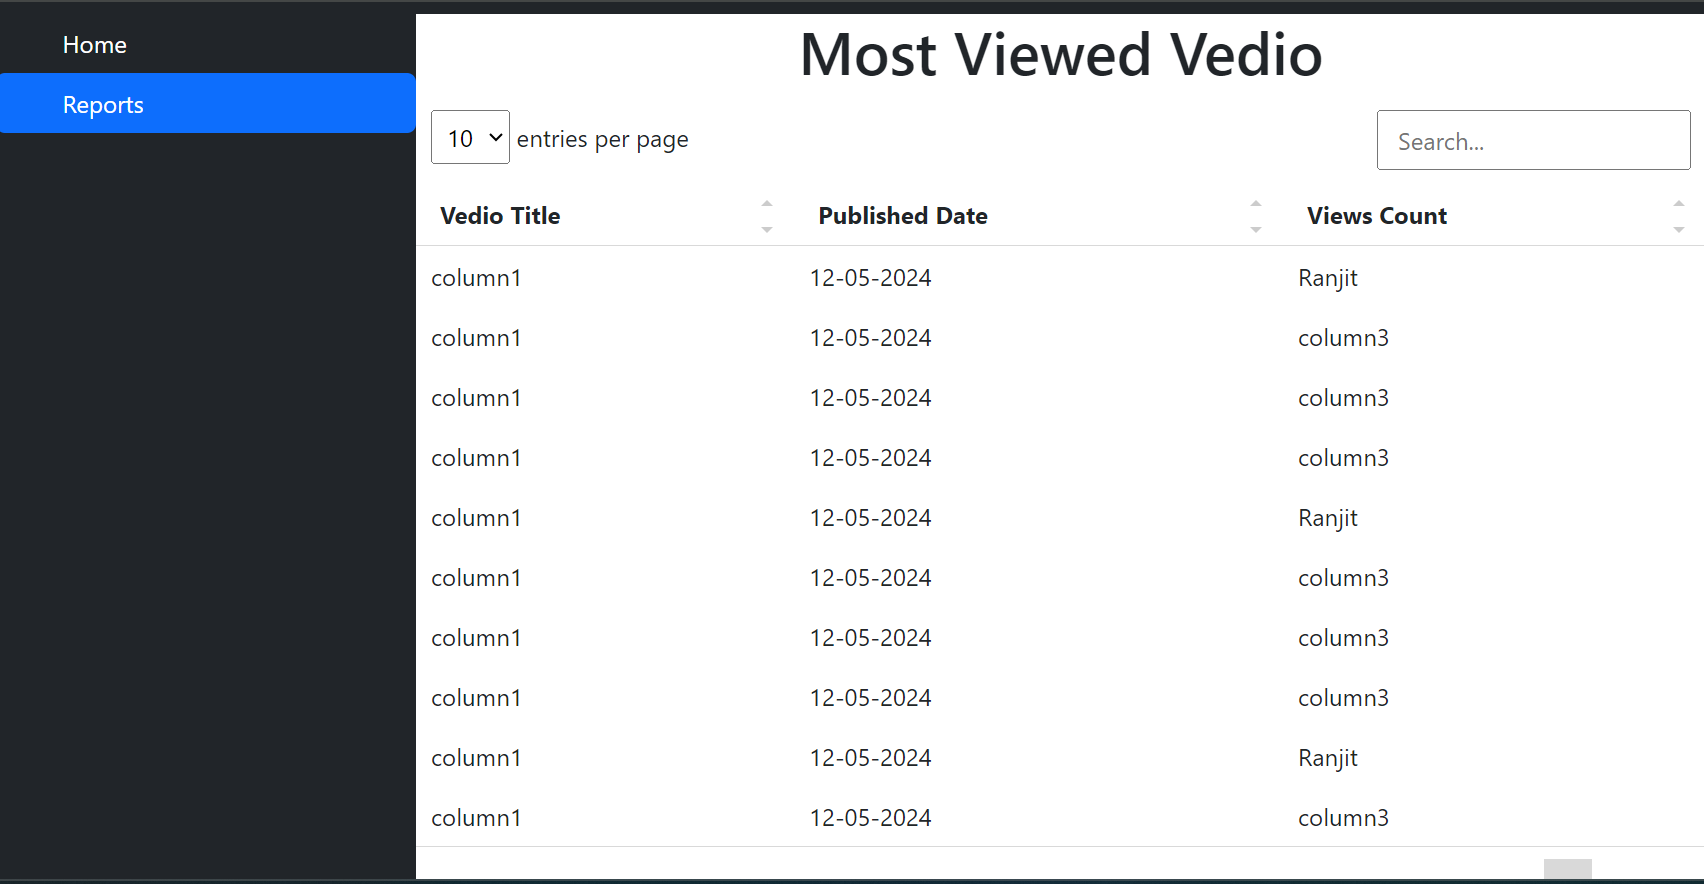 Home
Reports
Most Viewed Vedio
10 entries per page
Search...
Vedio Title Published Date Views Count
column1 12-05-2024 Ranjit
column1 12-05-2024 column3
column1 12-05-2024 column3
column1 12-05-2024 column3
column1 12-05-2024 Ranjit
column1 12-05-2024 column3
column1 12-05-2024 column3
column1 12-05-2024 column3
column1 12-05-2024 Ranjit
column1 12-05-2024 column3